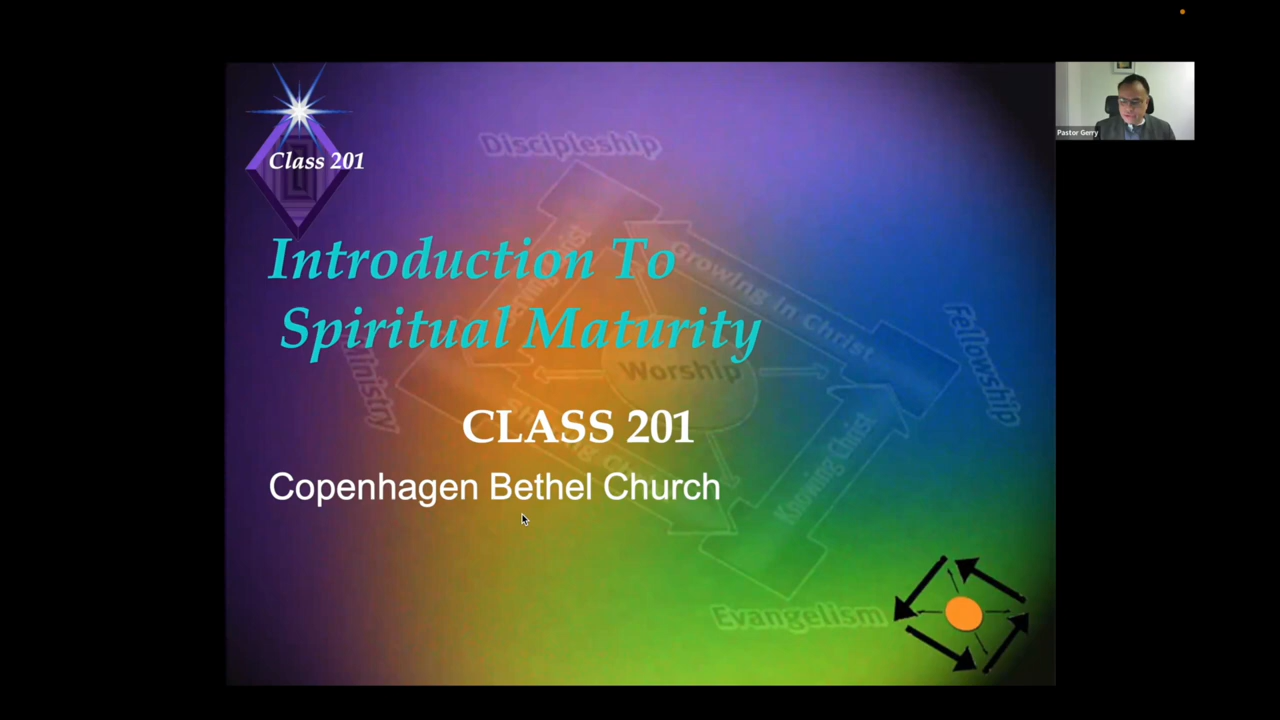 Class 201
Discipleship
Pastor Gerry
Introduction To
Spiritual Maturity
Growing in Christ
Fellowship
Ministry
Worship
CLASS 201
Knowing Christ
Copenhagen Bethel Church
Evangelism